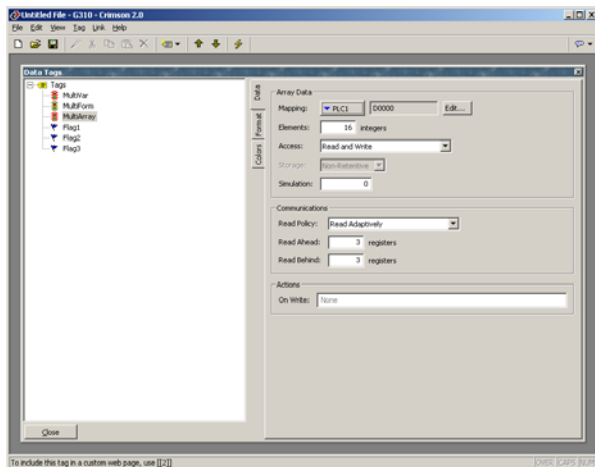 Untitled File - G310 - Crimson 2.0
File Edit View Tag Link Help
Data Tags
Tags
MultiVar
MultiForm
MultiArray
Flag1
Flag2
Flag3
Data
Format
Colors
Array Data
Mapping: PLC1 D0000 Edit...
Elements: 16 integers
Access: Read and Write
Storage: Non-Retentive
Simulation: 0
Communications
Read Policy: Read Adaptively
Read Ahead: 3 registers
Read Behind: 3 registers
Actions
On Write: None
Close
To include this tag in a custom web page, use [[2]]
OVER CAPS NUM